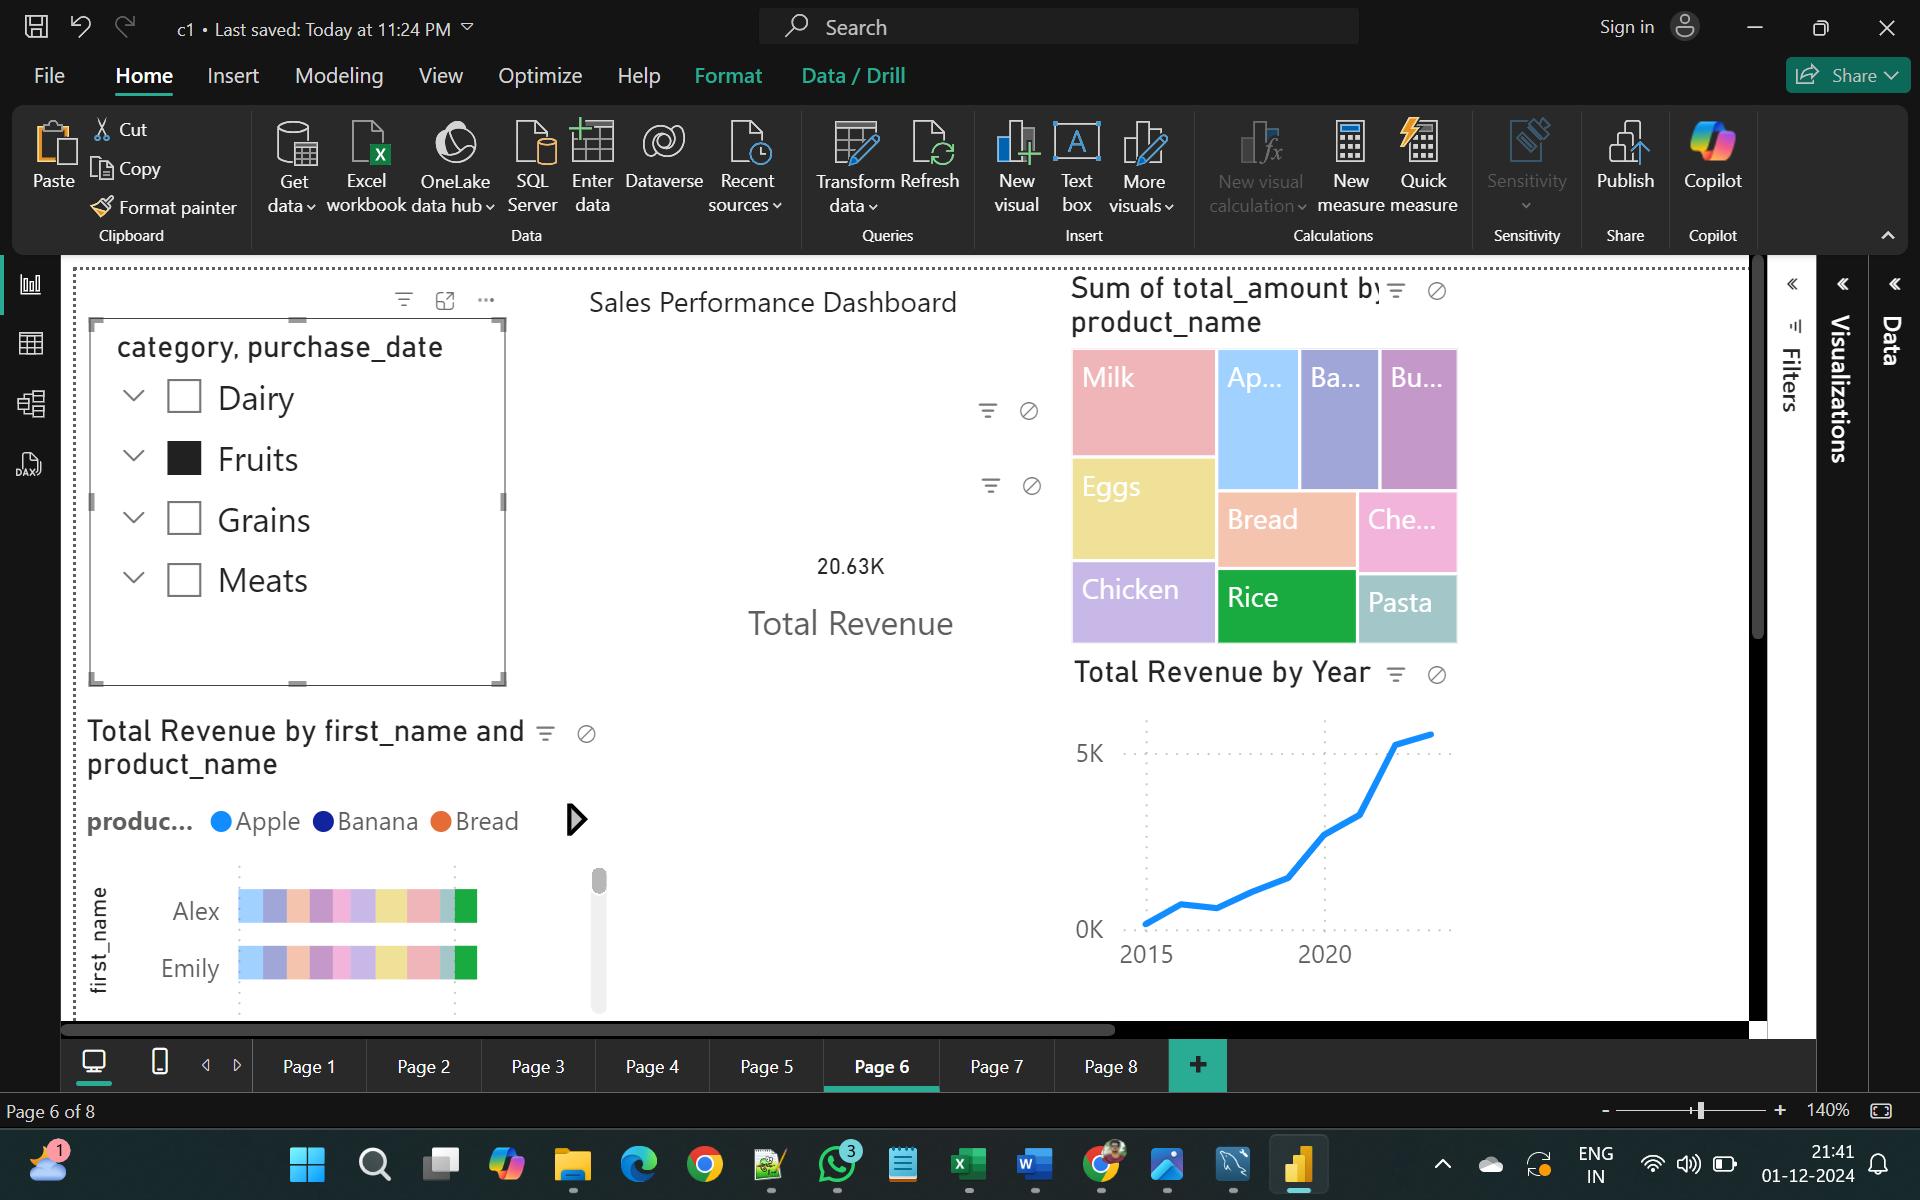 c1 • Last saved: Today at 11:24 PM
Search
Sign in
File
Home
Insert
Modeling
View
Optimize
Help
Format
Data / Drill
Share
Paste
Cut
Copy
Format painter
Clipboard
Get data
Excel workbook
OneLake data hub
SQL Server
Enter data
Dataverse
Recent sources
Data
Transform data
Refresh
Queries
New visual
Text box
More visuals
Insert
New visual calculation
New measure
Quick measure
Calculations
Sensitivity
Sensitivity
Publish
Share
Copilot
Copilot
DAX
category, purchase_date
Dairy
Fruits
Grains
Meats
Sales Performance Dashboard
20.63K
Total Revenue
Sum of total_amount by
product_name
Milk
Ap...
Ba...
Bu...
Eggs
Bread
Che...
Chicken
Rice
Pasta
Total Revenue by Year
5K
0K
2015
2020
Total Revenue by first_name and
product_name
produc...
Apple
Banana
Bread
first_name
Alex
Emily
Filters
Visualizations
Data
Page 1
Page 2
Page 3
Page 4
Page 5
Page 6
Page 7
Page 8
+
Page 6 of 8
- + 140%
1
3
ENG
IN
21:41
01-12-2024